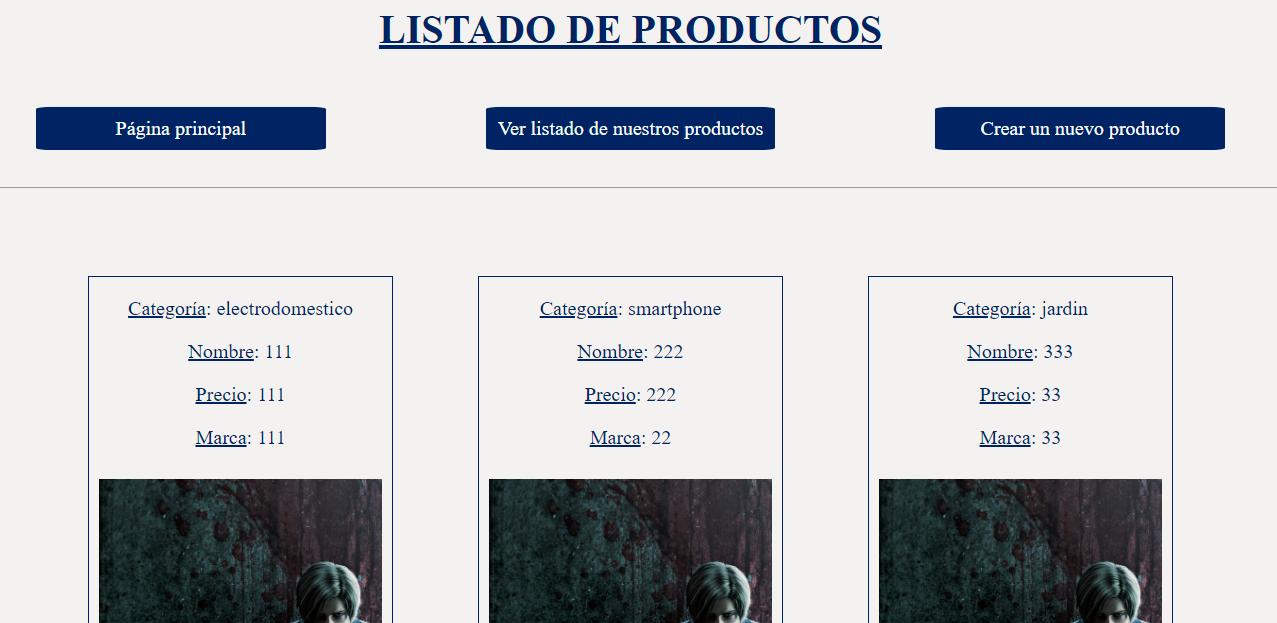 LISTADO DE PRODUCTOS
Página principal
Ver listado de nuestros productos
Crear un nuevo producto
Categoría: electrodomestico
Nombre: 111
Precio: 111
Marca: 111
Categoría: smartphone
Nombre: 222
Precio: 222
Marca: 22
Categoría: jardin
Nombre: 333
Precio: 33
Marca: 33